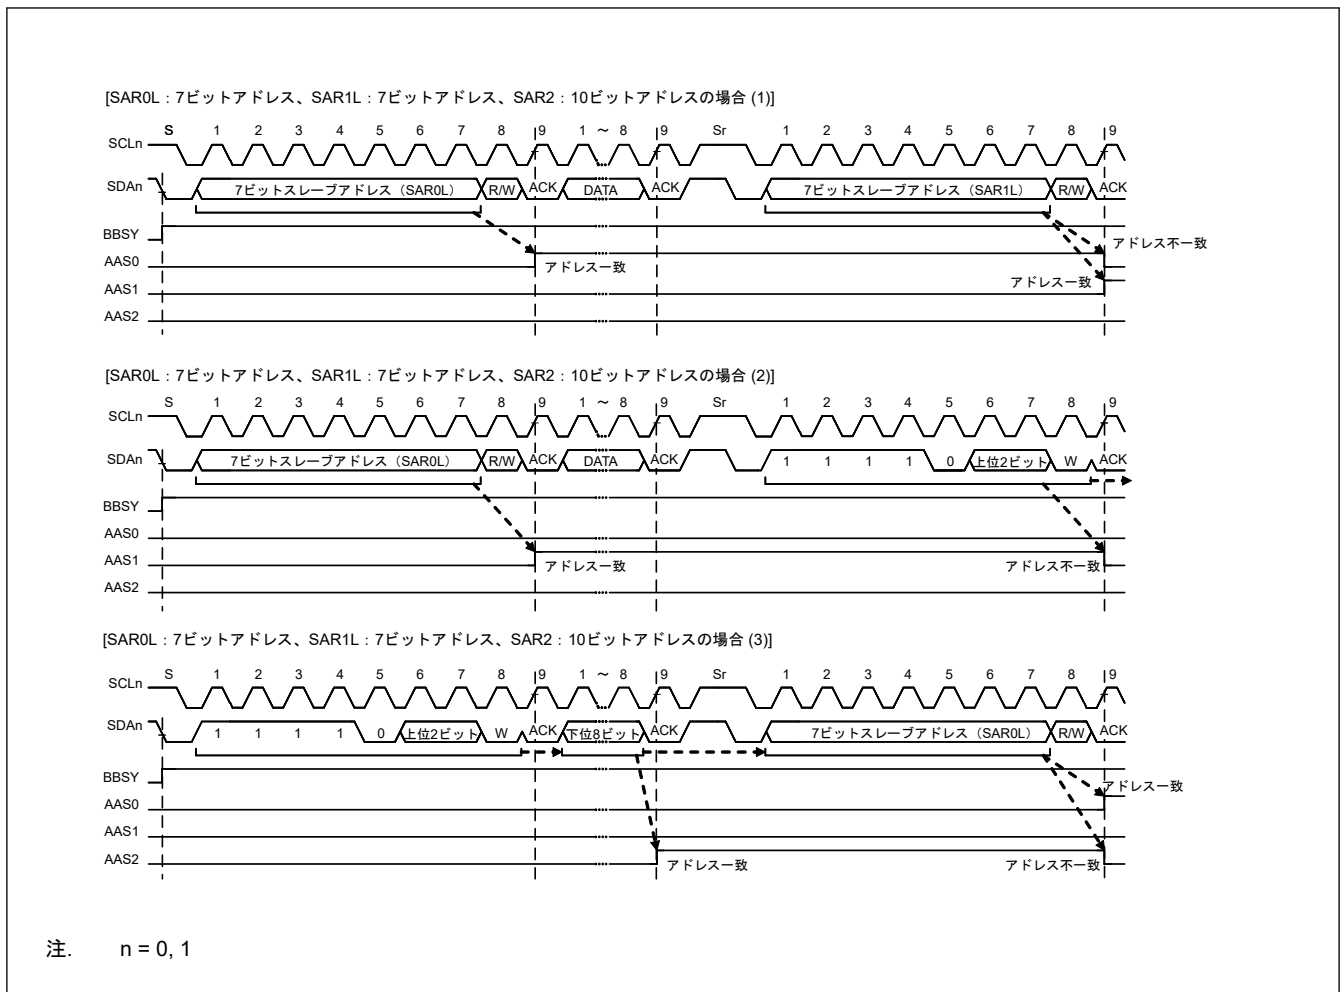 [SAR0L：7ビットアドレス、SAR1L：7ビットアドレス、SAR2：10ビットアドレスの場合 (1)]
S 1 2 3 4 5 6 7 8 9 1 ～ 8 9 Sr 1 2 3 4 5 6 7 8 9
SCLn
SDAn 7ビットスレーブアドレス（SAR0L） R/W ACK DATA ACK 7ビットスレーブアドレス（SAR1L） R/W ACK
BBSY
アドレス不一致
AAS0
アドレス一致
AAS1
アドレス一致
AAS2
[SAR0L：7ビットアドレス、SAR1L：7ビットアドレス、SAR2：10ビットアドレスの場合 (2)]
S 1 2 3 4 5 6 7 8 9 1 ～ 8 9 Sr 1 2 3 4 5 6 7 8 9
SCLn
SDAn 7ビットスレーブアドレス（SAR0L） R/W ACK DATA ACK 1 1 1 1 0 上位2ビット W ACK
BBSY
AAS0
AAS1
アドレス一致 アドレス不一致
AAS2
[SAR0L：7ビットアドレス、SAR1L：7ビットアドレス、SAR2：10ビットアドレスの場合 (3)]
S 1 2 3 4 5 6 7 8 9 1 ～ 8 9 Sr 1 2 3 4 5 6 7 8 9
SCLn
SDAn 1 1 1 1 0 上位2ビット W ACK 下位8ビット ACK 7ビットスレーブアドレス（SAR0L） R/W ACK
BBSY
アドレス一致
AAS0
AAS1
AAS2
アドレス一致 アドレス不一致
注. n = 0, 1